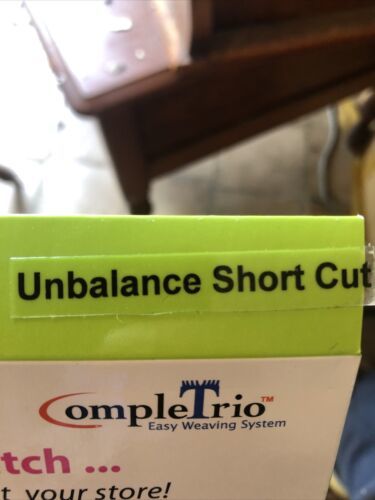 Unbalance Short Cut
CompleTrio™
Easy Weaving System
tch ...
t your store!